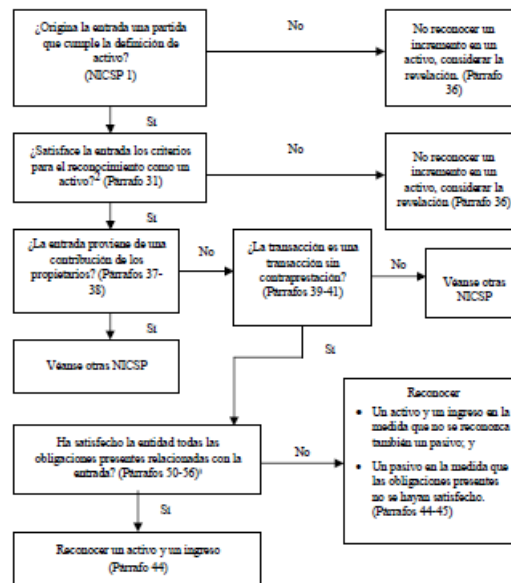 ¿Origina la entrada una partida
que cumple la definición de
activo?
(NICSP 1)
No
No reconocer un
incremento en un
activo, considerar la
revelación. (Párrafo
36)
Si
¿Satisface la entrada los criterios
para el reconocimiento como un
activo?² (Párrafo 31)
No
No reconocer un
incremento en un
activo, considerar la
revelación (Párrafo 36)
Si
¿La entrada proviene de una
contribución de los
propietarios? (Párrafos 37-
38)
No
¿La transacción es una
transacción sin
contraprestación?
(Párrafos 39-41)
No
Véanse otras
NICSP
Si
Véanse otras NICSP
Si
Ha satisfecho la entidad todas las
obligaciones presentes relacionadas con la
entrada? (Párrafos 50-56)
No
Reconocer
• Un activo y un ingreso en la
medida que no se reconozca
también un pasivo; y
• Un pasivo en la medida que
las obligaciones presentes
no se hayan satisfecho.
(Párrafos 44-45)
Si
Reconocer un activo y un ingreso
(Párrafo 44)